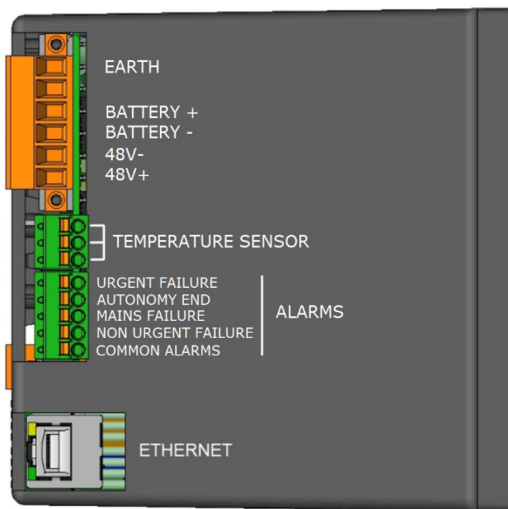 EARTH
BATTERY +
BATTERY -
48V-
48V+
TEMPERATURE SENSOR
URGENT FAILURE
AUTONOMY END
MAINS FAILURE
NON URGENT FAILURE
COMMON ALARMS
ALARMS
ETHERNET